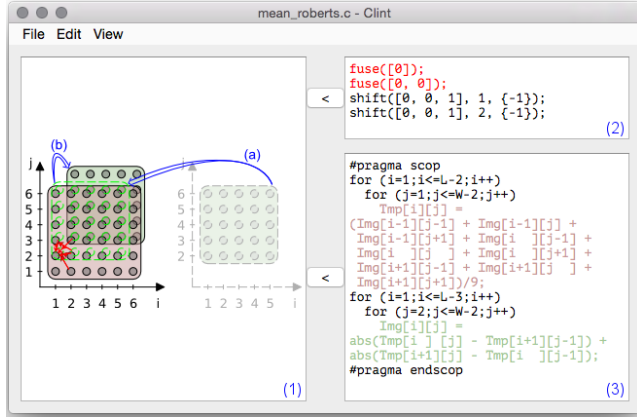 mean_roberts.c - Clint
File Edit View
(b)
(a)
j
j
6
5
4
3
2
1
6
5
4
3
2
1 2 3 4 5 6 i
1 2 3 4 5 i
(1)
<
fuse([0]);
fuse([0, 0]);
shift([0, 0, 1], 1, {-1});
shift([0, 0, 1], 2, {-1});
(2)
<
#pragma scop
for (i=1;i<=L-2;i++)
  for (j=1;j<=W-2;j++)
    Tmp[i][j] =
(Img[i-1][j-1] + Img[i-1][j] +
 Img[i-1][j+1] + Img[i  ][j-1] +
 Img[i  ][j  ] + Img[i  ][j+1] +
 Img[i+1][j-1] + Img[i+1][j  ] +
 Img[i+1][j+1])/9;
for (i=1;i<=L-3;i++)
  for (j=2;j<=W-2;j++)
    Img[i][j] =
abs(Tmp[i ] [j] - Tmp[i+1][j-1]) +
abs(Tmp[i+1][j] - Tmp[i  ][j-1]);
#pragma endscop
(3)